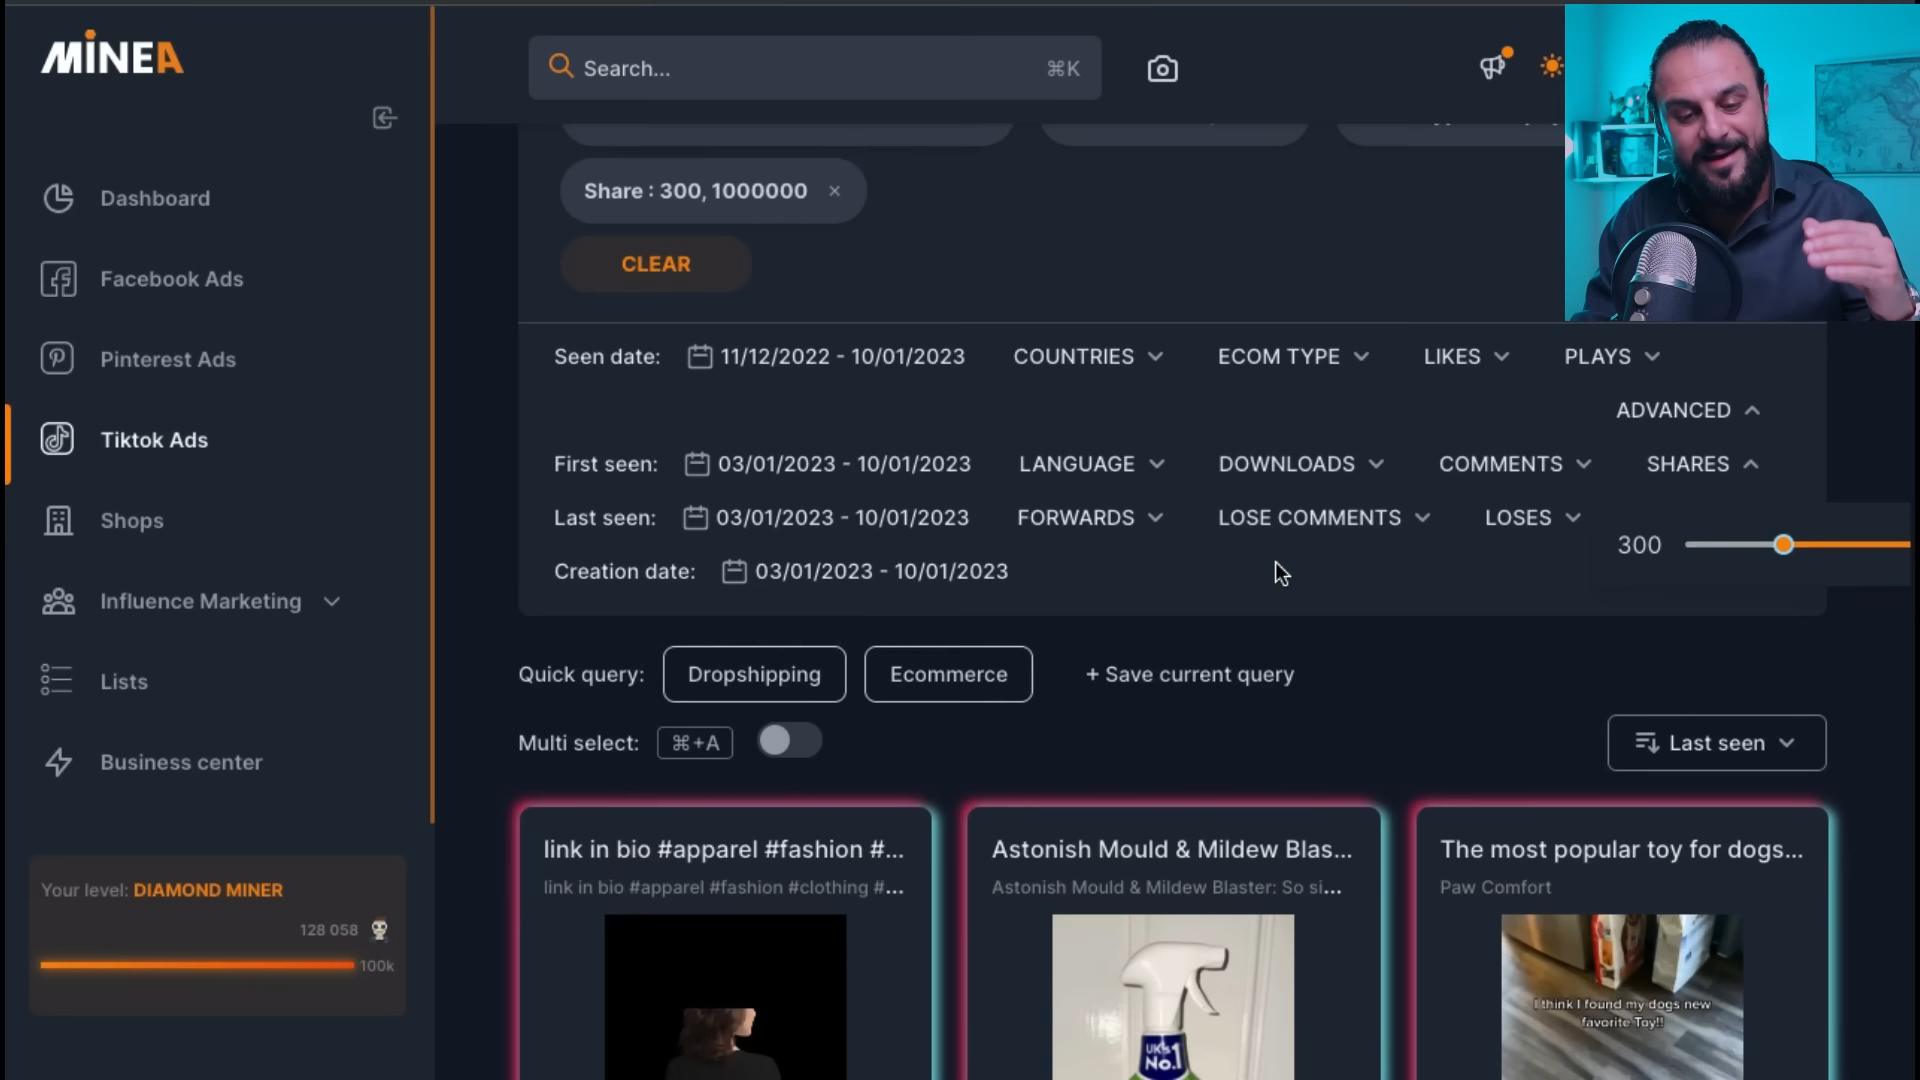 MINEA
Search...
⌘K
Dashboard
Facebook Ads
Pinterest Ads
Tiktok Ads
Shops
Influence Marketing
Lists
Business center
Your level: DIAMOND MINER
128 058
100k
Share : 300, 1000000 ×
CLEAR
Seen date: 11/12/2022 - 10/01/2023 COUNTRIES ECOM TYPE LIKES PLAYS
ADVANCED
First seen: 03/01/2023 - 10/01/2023 LANGUAGE DOWNLOADS COMMENTS SHARES
Last seen: 03/01/2023 - 10/01/2023 FORWARDS LOSE COMMENTS LOSES
300
Creation date: 03/01/2023 - 10/01/2023
Quick query: Dropshipping Ecommerce + Save current query
Multi select: ⌘+A
Last seen
link in bio #apparel #fashion #...
link in bio #apparel #fashion #clothing #...
Astonish Mould & Mildew Blas...
Astonish Mould & Mildew Blaster: So si...
UK's
No.1
The most popular toy for dogs...
Paw Comfort
I think I found my dogs new
favorite Toy!!